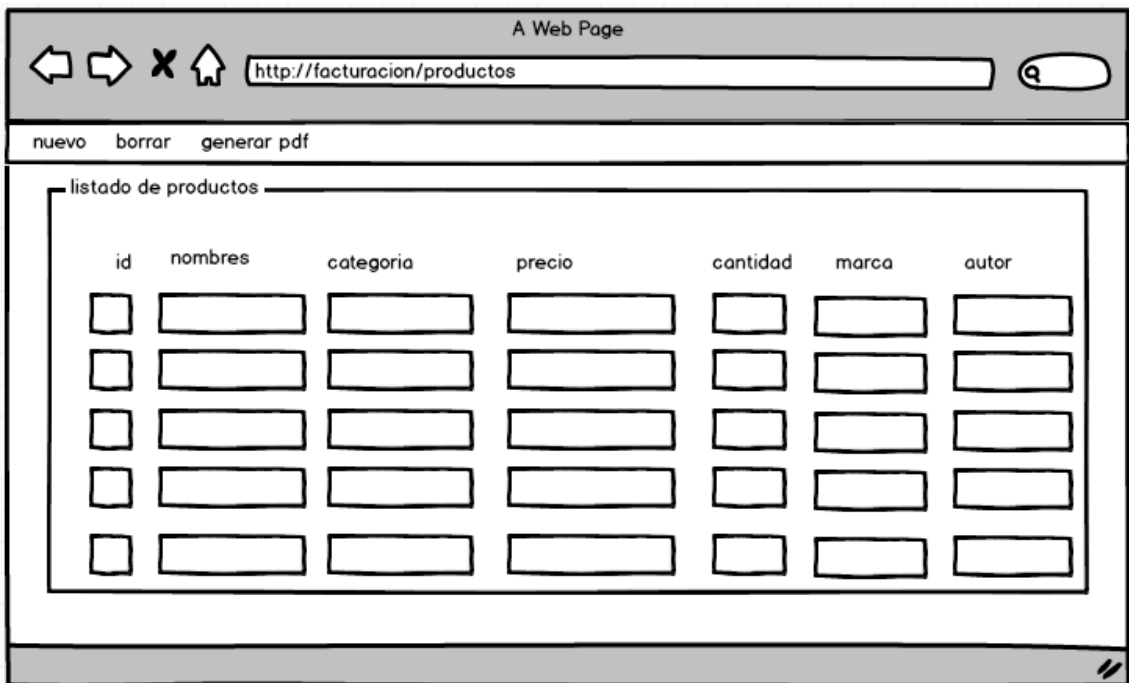 A Web Page
http://facturacion/productos
nuevo borrar generar pdf
listado de productos
id nombres categoria precio cantidad marca autor